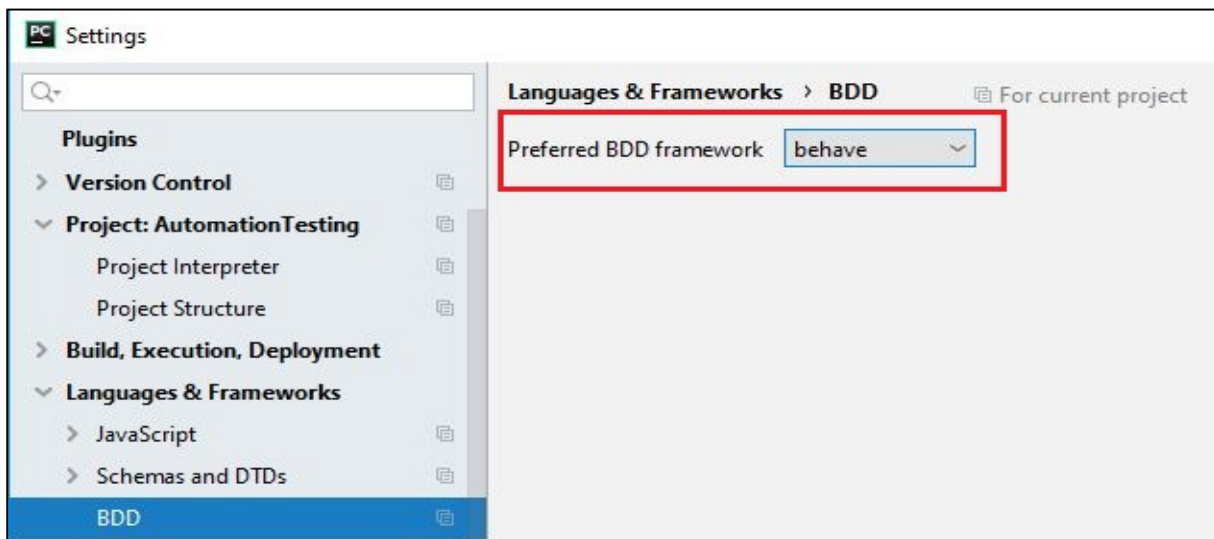 PC Settings
Plugins
Version Control
Project: AutomationTesting
Project Interpreter
Project Structure
Build, Execution, Deployment
Languages & Frameworks
JavaScript
Schemas and DTDs
BDD
Languages & Frameworks › BDD For current project
Preferred BDD framework behave